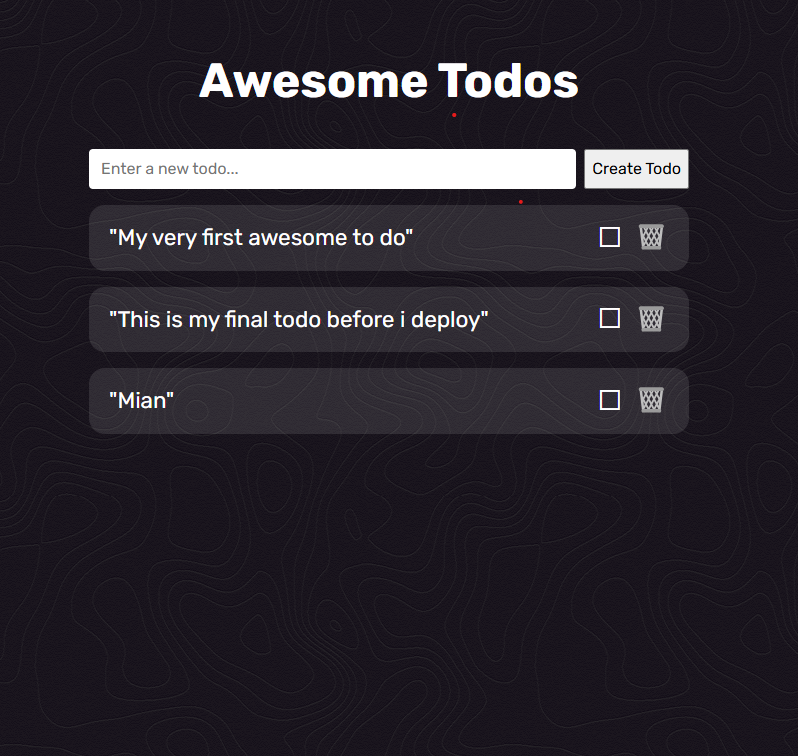 Awesome Todos
Enter a new todo...
Create Todo
"My very first awesome to do"
"This is my final todo before i deploy"
"Mian"